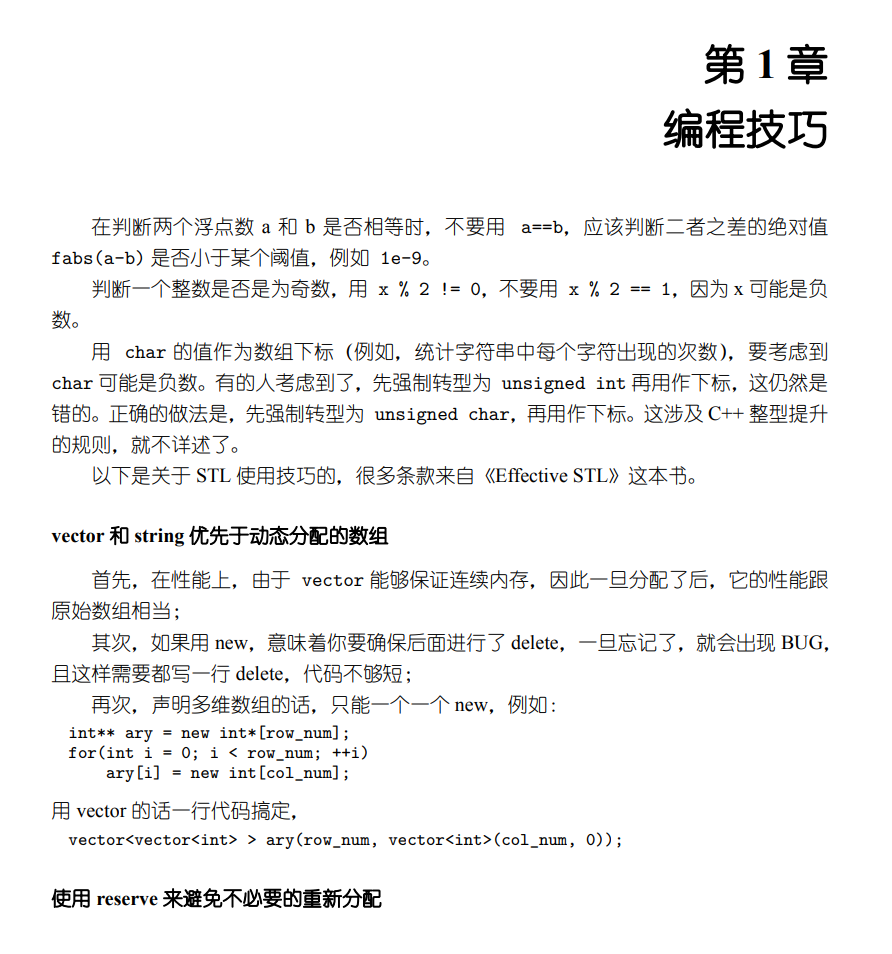 第 1 章
编程技巧
在判断两个浮点数 a 和 b 是否相等时，不要用 a==b，应该判断二者之差的绝对值
fabs(a-b) 是否小于某个阈值，例如 1e-9。
判断一个整数是否是为奇数，用 x % 2 != 0，不要用 x % 2 == 1，因为 x 可能是负
数。
用 char 的值作为数组下标（例如，统计字符串中每个字符出现的次数），要考虑到
char 可能是负数。有的人考虑到了，先强制转型为 unsigned int 再用作下标，这仍然是
错的。正确的做法是，先强制转型为 unsigned char，再用作下标。这涉及 C++ 整型提升
的规则，就不详述了。
以下是关于 STL 使用技巧的，很多条款来自《Effective STL》这本书。
vector 和 string 优先于动态分配的数组
首先，在性能上，由于 vector 能够保证连续内存，因此一旦分配了后，它的性能跟
原始数组相当；
其次，如果用 new，意味着你要确保后面进行了 delete，一旦忘记了，就会出现 BUG，
且这样需要都写一行 delete，代码不够短；
再次，声明多维数组的话，只能一个一个 new，例如：
int** ary = new int*[row_num];
for(int i = 0; i < row_num; ++i)
    ary[i] = new int[col_num];
用 vector 的话一行代码搞定，
vector<vector<int> > ary(row_num, vector<int>(col_num, 0));
使用 reserve 来避免不必要的重新分配